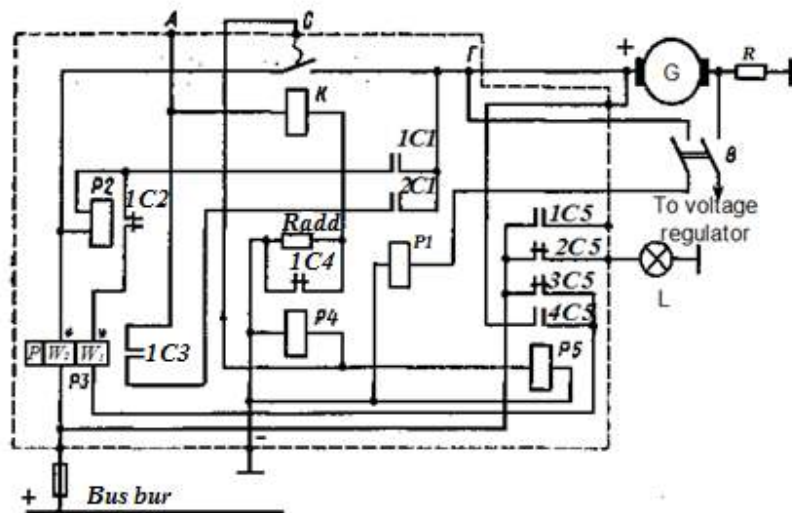 А С
Г + G R
К
1C1
В
P2 1C2
2C1
To voltage
regulator
Radd P1 1C5
1C4 2C5
L
3C5
P4 4C5
P W₂ W₁ 1C3
P3 P5
-
+ Bus bur